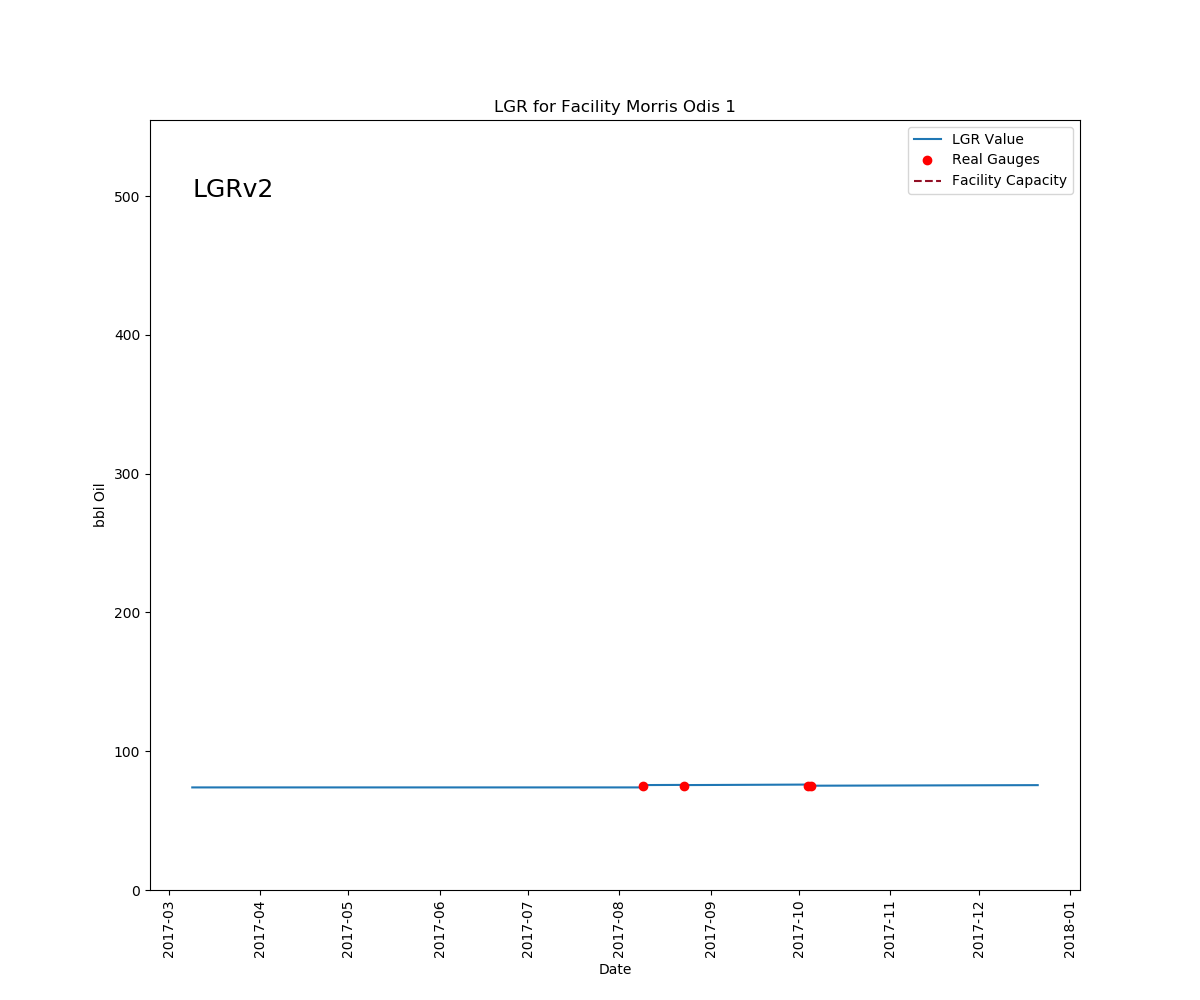 LGR for Facility Morris Odis 1
LGRv2
LGR Value
Real Gauges
Facility Capacity
500
400
300
200
100
0
bbl Oil
2017-03
2017-04
2017-05
2017-06
2017-07
2017-08
2017-09
2017-10
2017-11
2017-12
2018-01
Date